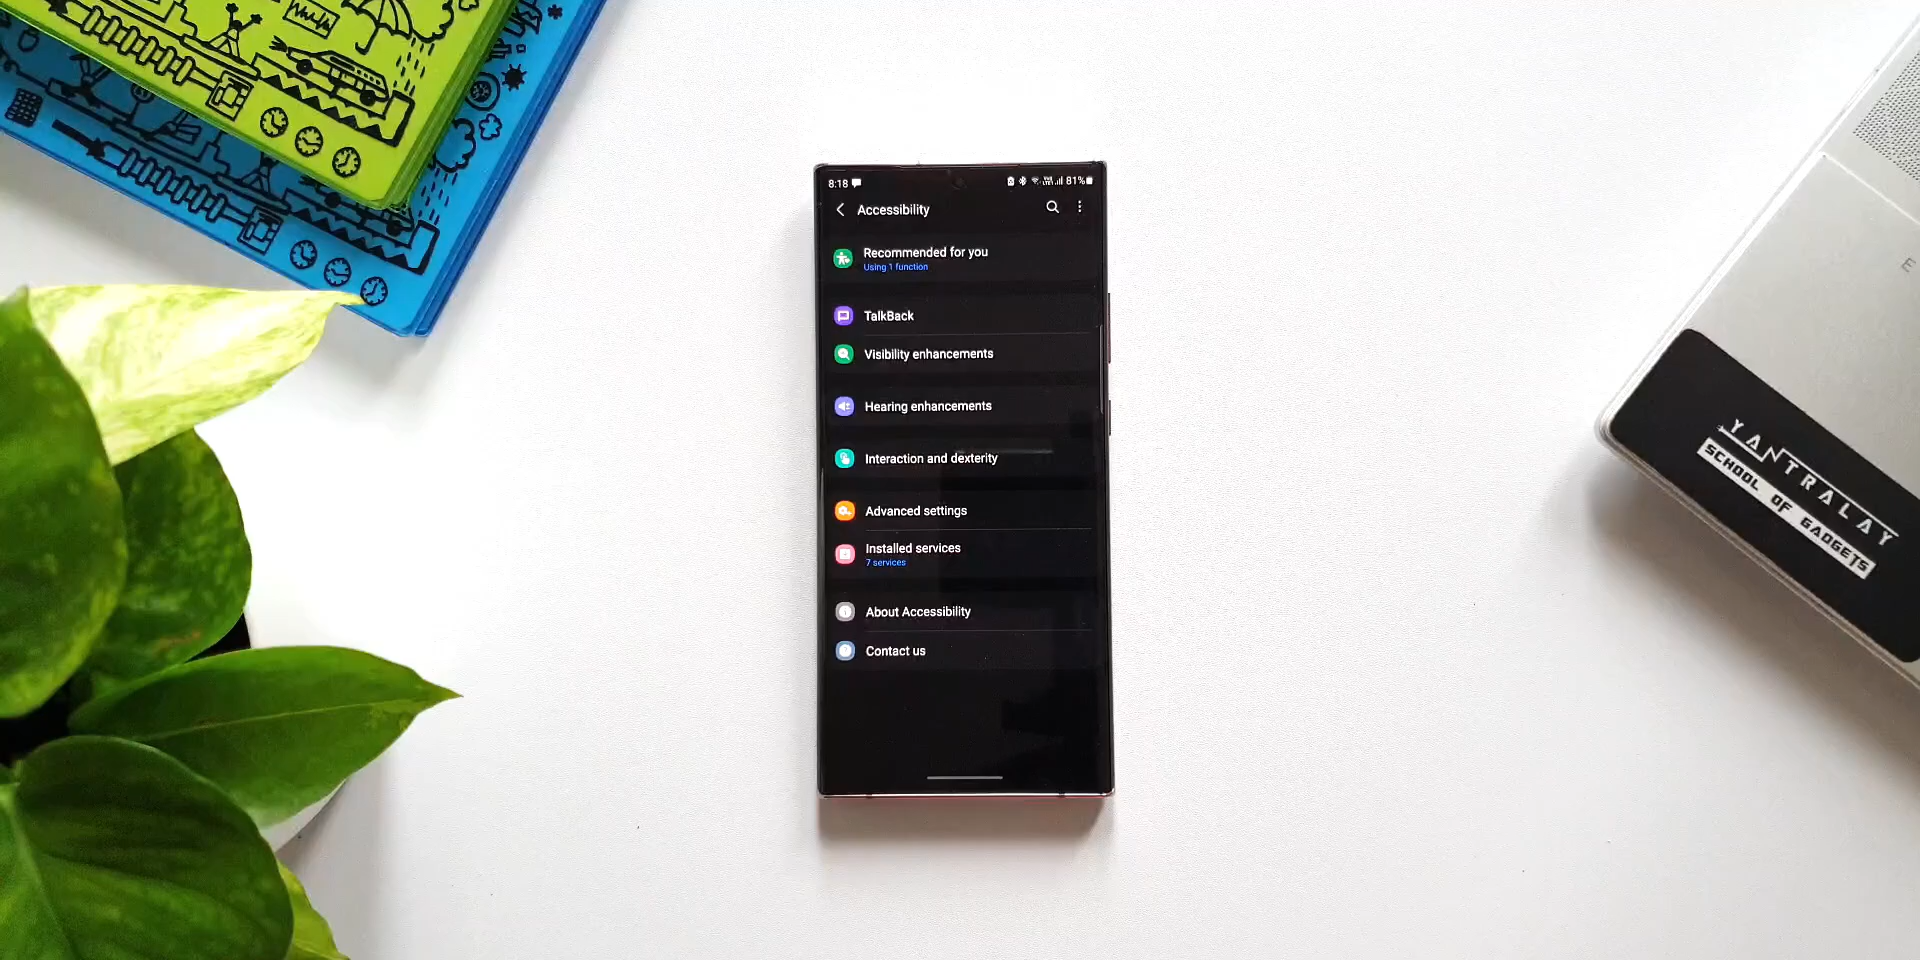 8:18
81%
Accessibility
Recommended for you
Using 1 function
TalkBack
Visibility enhancements
Hearing enhancements
Interaction and dexterity
Advanced settings
Installed services
7 services
About Accessibility
Contact us
YANTRALAY
SCHOOL OF GADGETS
E